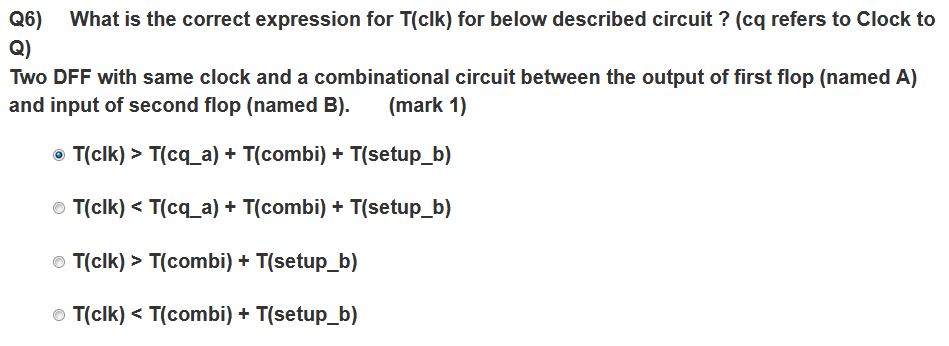 Q6) What is the correct expression for T(clk) for below described circuit ? (cq refers to Clock to
Q)
Two DFF with same clock and a combinational circuit between the output of first flop (named A)
and input of second flop (named B). (mark 1)
T(clk) > T(cq_a) + T(combi) + T(setup_b)
T(clk) < T(cq_a) + T(combi) + T(setup_b)
T(clk) > T(combi) + T(setup_b)
T(clk) < T(combi) + T(setup_b)